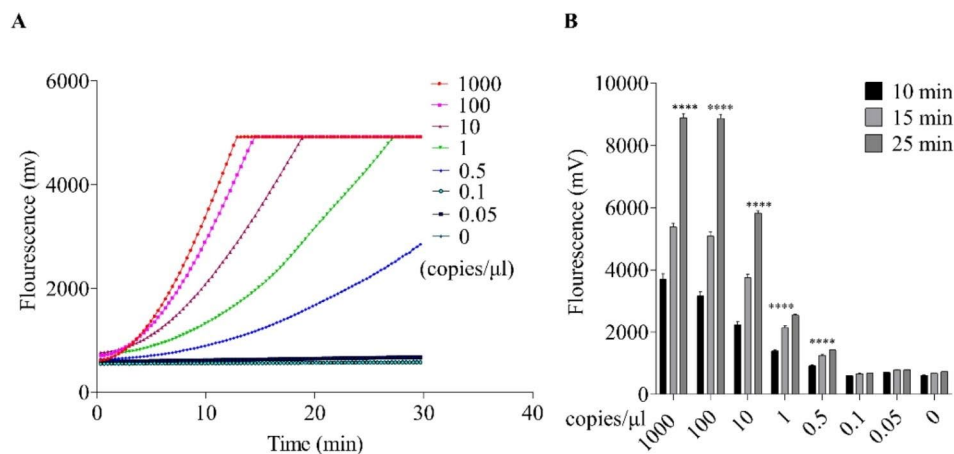 A
Flourescence (mv)
6000
4000
2000
0
0 10 20 30 40
Time (min)
1000
100
10
1
0.5
0.1
0.05
0
(copies/μl)
B
Flourescence (mV)
10000
8000
6000
4000
2000
0
**** ****
****
****
****
10 min
15 min
25 min
copies/μl
1000 100 10 1 0.5 0.1 0.05 0